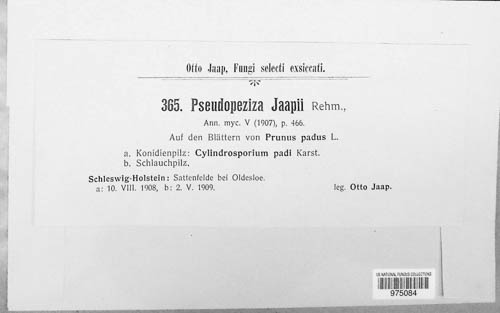 Otto Jaap, Fungi selecti exsiccati.
365. Pseudopeziza Jaapii Rehm.,
Ann. myc. V (1907), p. 466.
Auf den Blättern von Prunus padus L.
a. Konidienpilz: Cylindrosporium padi Karst.
b. Schlauchpilz.
Schleswig-Holstein: Sattenfelde bei Oldesloe.
a: 10. VIII. 1908, b: 2. V. 1909. leg. Otto Jaap.
US NATIONAL FUNGUS COLLECTIONS
975084